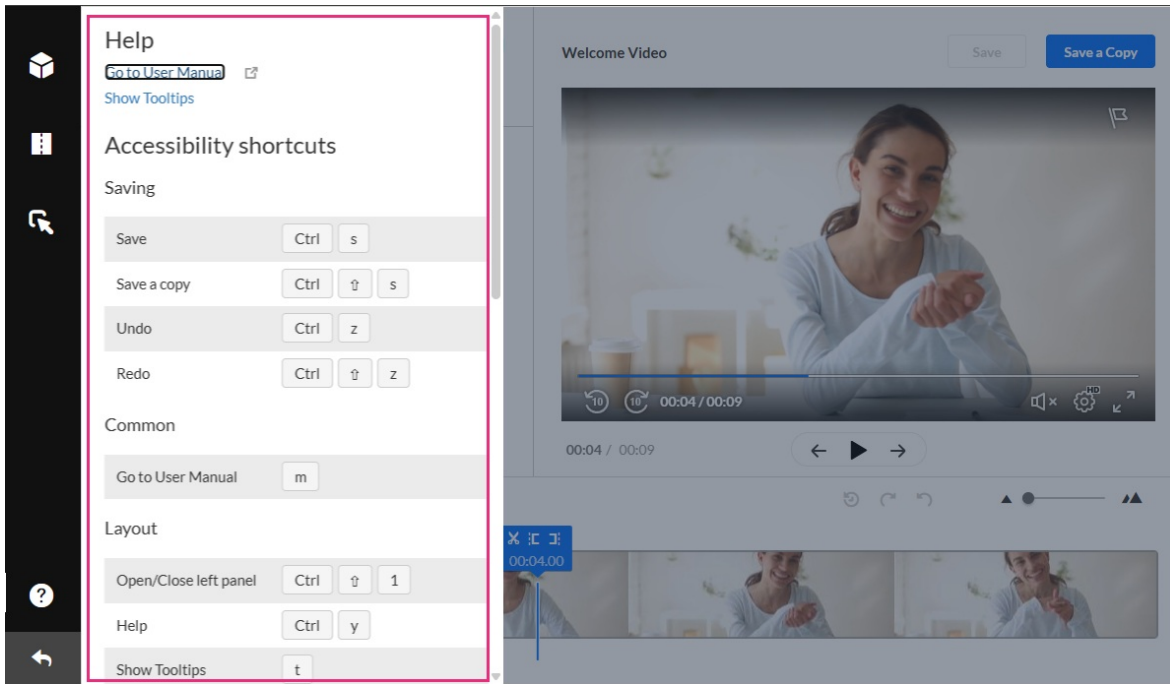 Help
Go to User Manual
Show Tooltips
Accessibility shortcuts
Saving
Save Ctrl s
Save a copy Ctrl ⇧ s
Undo Ctrl z
Redo Ctrl ⇧ z
Common
Go to User Manual m
Layout
Open/Close left panel Ctrl ⇧ 1
Help Ctrl y
Show Tooltips t
?
Welcome Video
Save
Save a Copy
10 10 00:04 / 00:09
HD
00:04 / 00:09
00:04.00